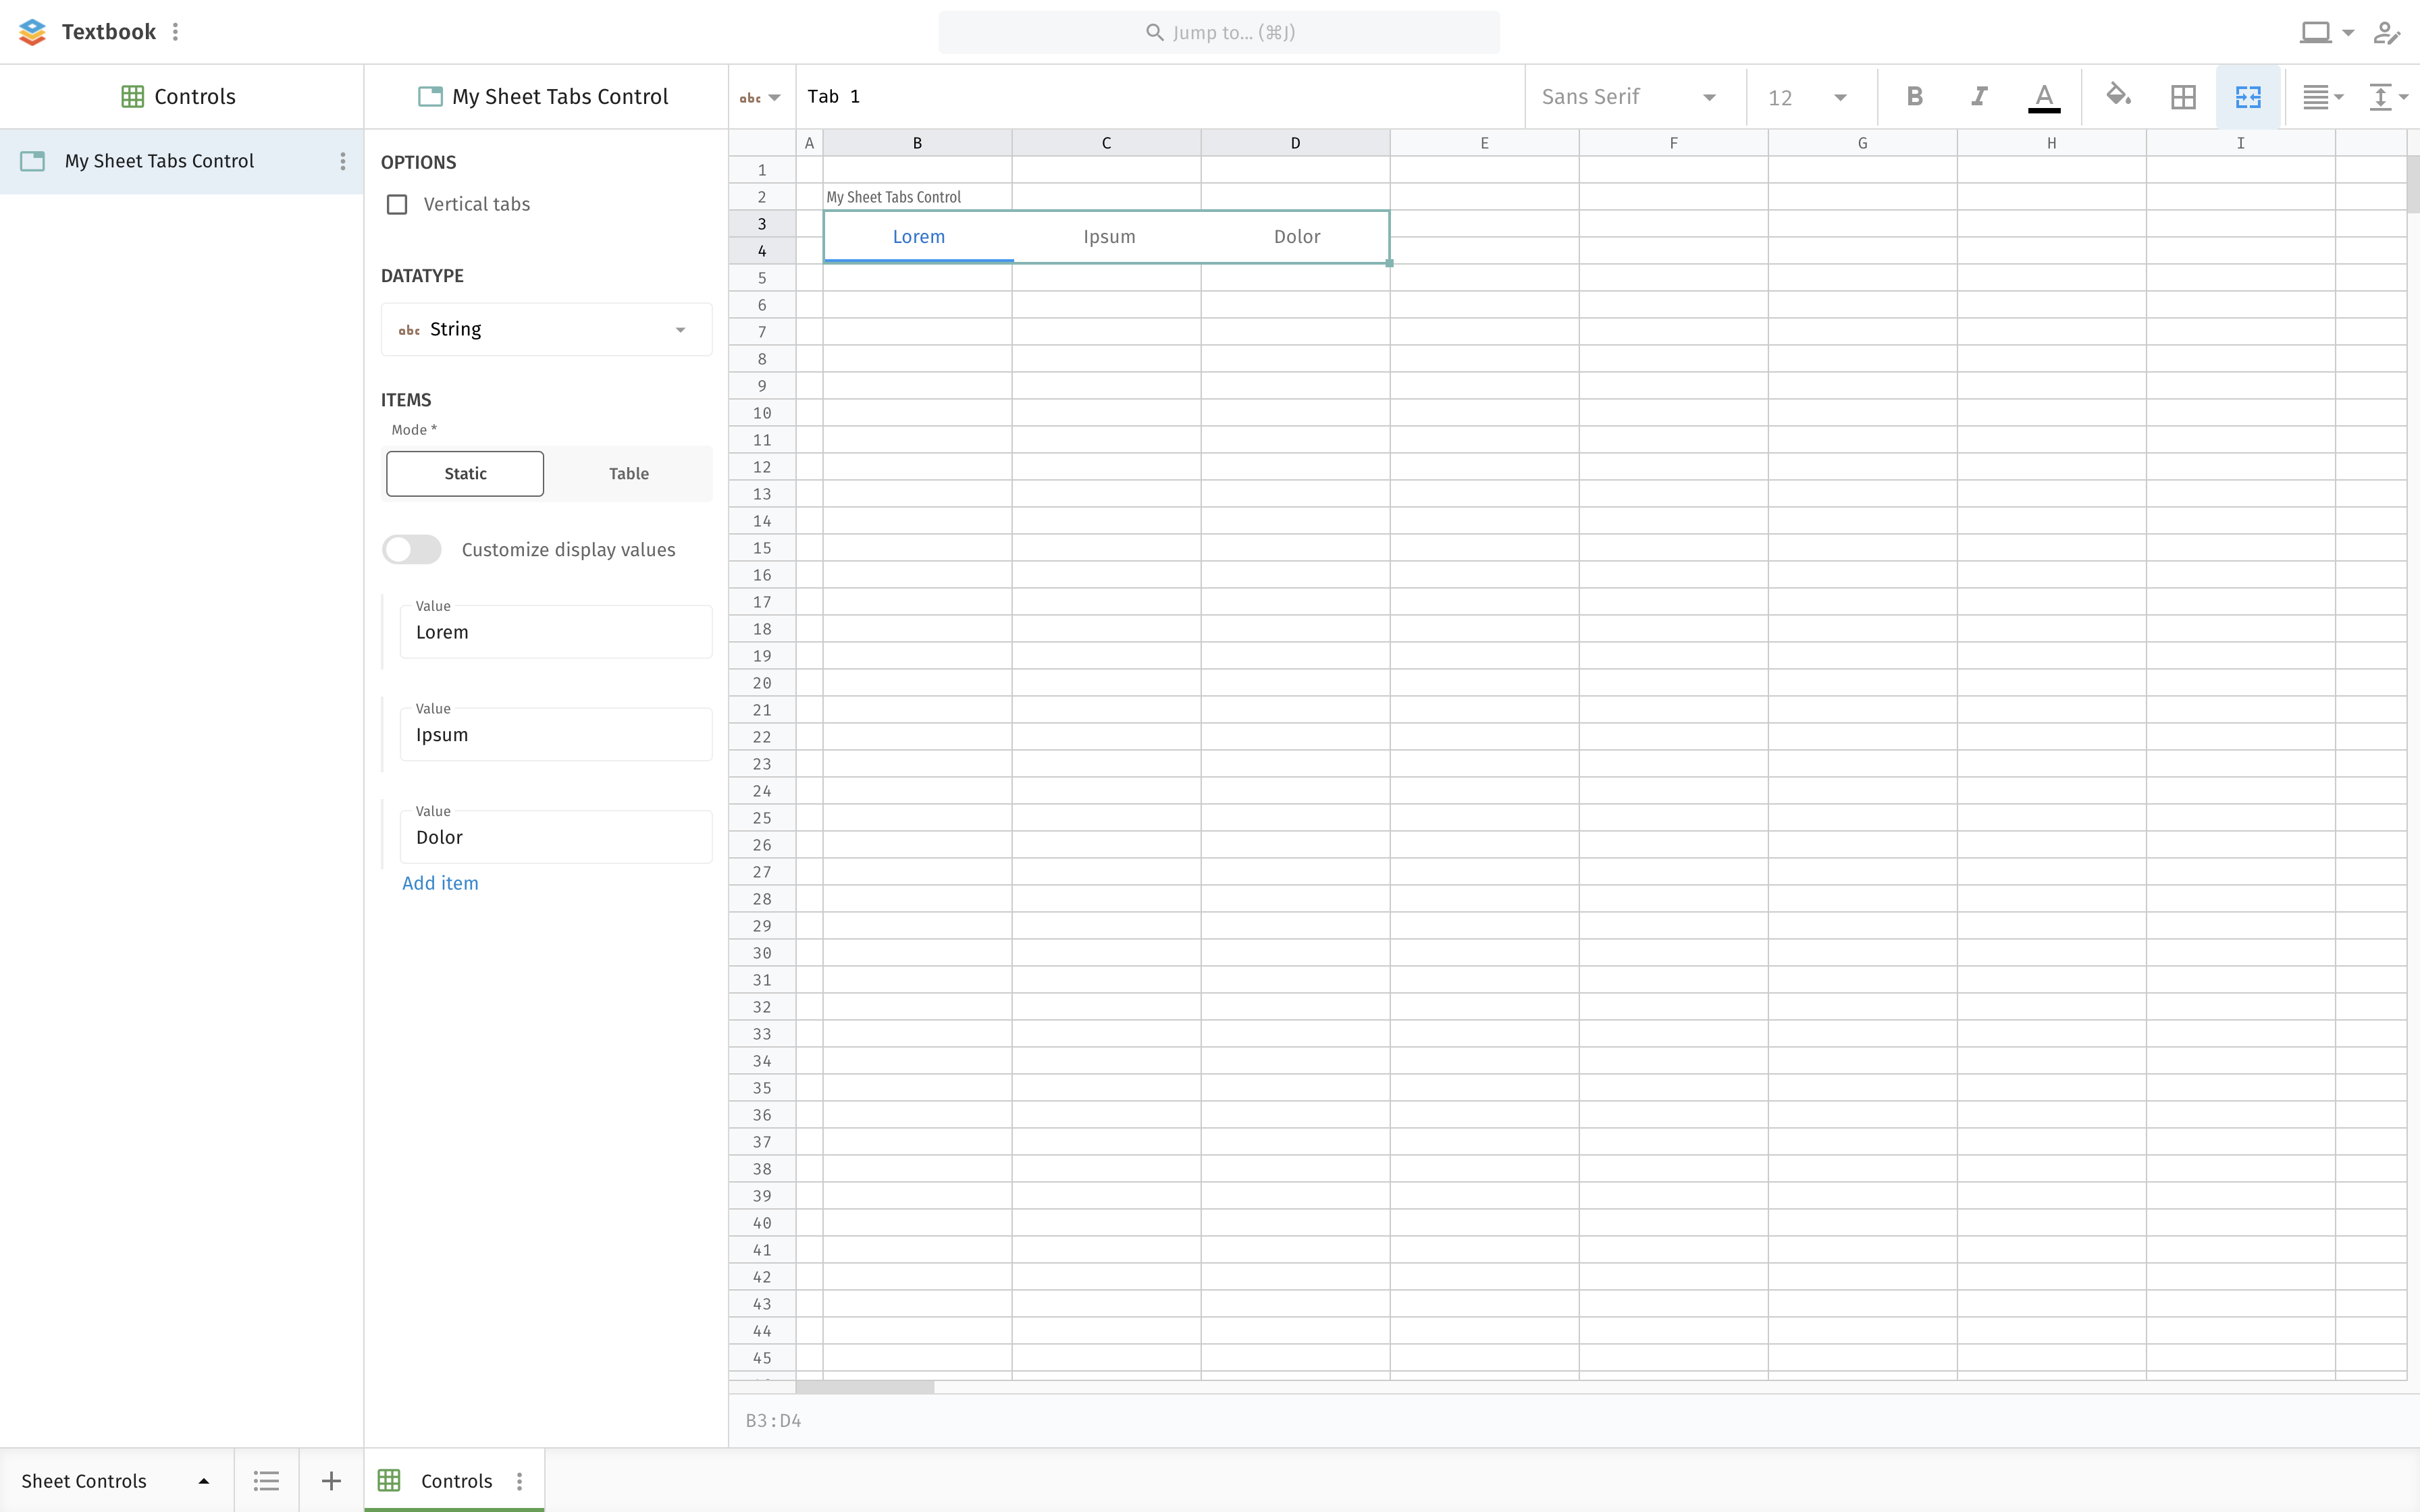 Textbook
Jump to... (⌘J)
Controls
My Sheet Tabs Control
abc
Tab 1
Sans Serif
12
B
I
A
My Sheet Tabs Control
OPTIONS
Vertical tabs
DATATYPE
abc String
ITEMS
Mode *
Static
Table
Customize display values
Value
Lorem
Value
Ipsum
Value
Dolor
Add item
A B C D E F G H I
1
2
My Sheet Tabs Control
3
Lorem Ipsum Dolor
4
5
6
7
8
9
10
11
12
13
14
15
16
17
18
19
20
21
22
23
24
25
26
27
28
29
30
31
32
33
34
35
36
37
38
39
40
41
42
43
44
45
B3:D4
Sheet Controls
Controls